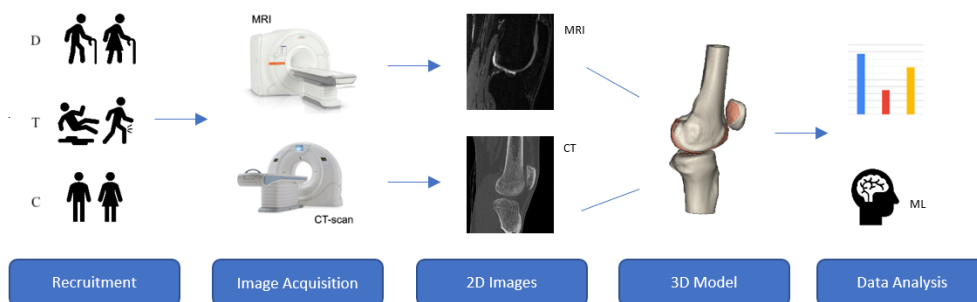 MRI
D
MRI
T
CT
C
CT-scan
ML
Recruitment
Image Acquisition
2D Images
3D Model
Data Analysis